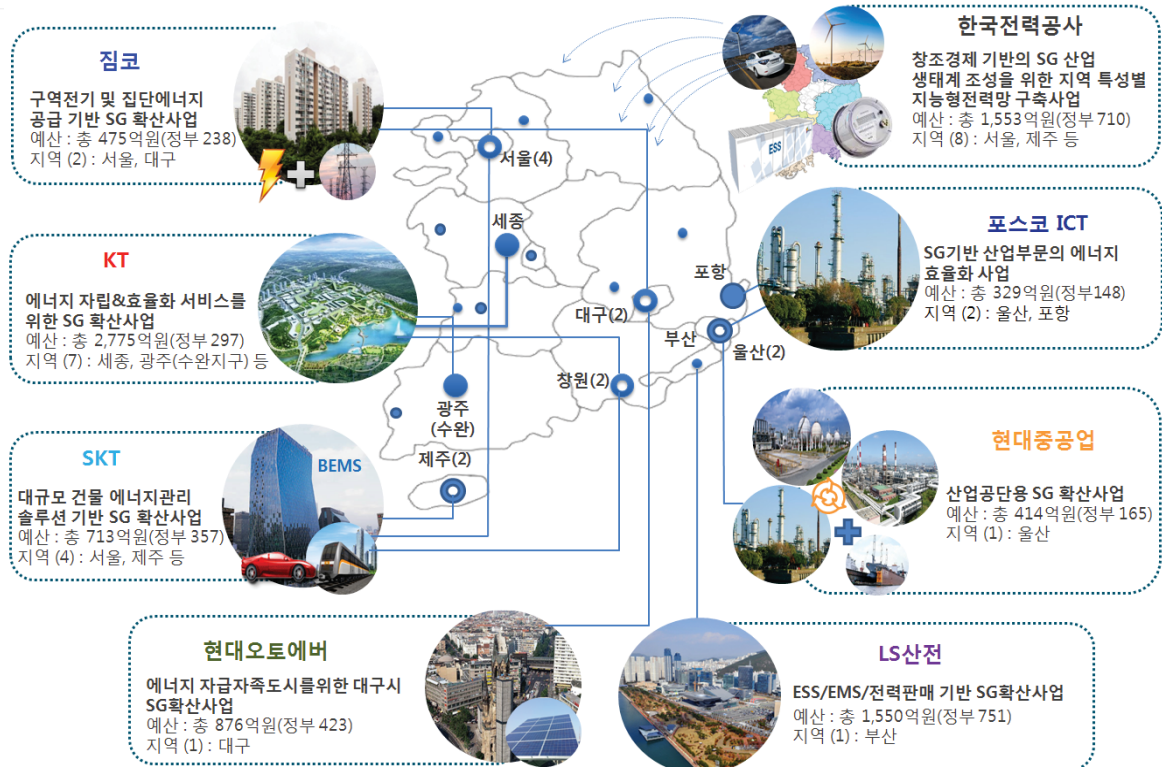 짐코
구역전기 및 집단에너지
공급 기반 SG 확산사업
예산 : 총 475억원(정부 238)
지역 (2) : 서울, 대구
한국전력공사
창조경제 기반의 SG 산업
생태계 조성을 위한 지역 특성별
지능형전력망 구축사업
예산 : 총 1,553억원(정부 710)
지역 (8) : 서울, 제주 등
ESS
KT
에너지 자립&효율화 서비스를
위한 SG 확산사업
예산 : 총 2,775억원(정부 297)
지역 (7) : 세종, 광주(수완지구) 등
포스코 ICT
SG기반 산업부문의 에너지
효율화 사업
예산 : 총 329억원(정부148)
지역 (2) : 울산, 포항
서울(4)
세종
포항
대구(2)
부산
울산(2)
창원(2)
광주
(수완)
제주(2)
SKT
대규모 건물 에너지관리
솔루션 기반 SG 확산사업
예산 : 총 713억원(정부 357)
지역 (4) : 서울, 제주 등
BEMS
현대중공업
산업공단용 SG 확산사업
예산 : 총 414억원(정부 165)
지역 (1) : 울산
현대오토에버
에너지 자급자족도시를위한 대구시
SG확산사업
예산 : 총 876억원(정부 423)
지역 (1) : 대구
LS산전
ESS/EMS/전력판매 기반 SG확산사업
예산 : 총 1,550억원(정부 751)
지역 (1) : 부산